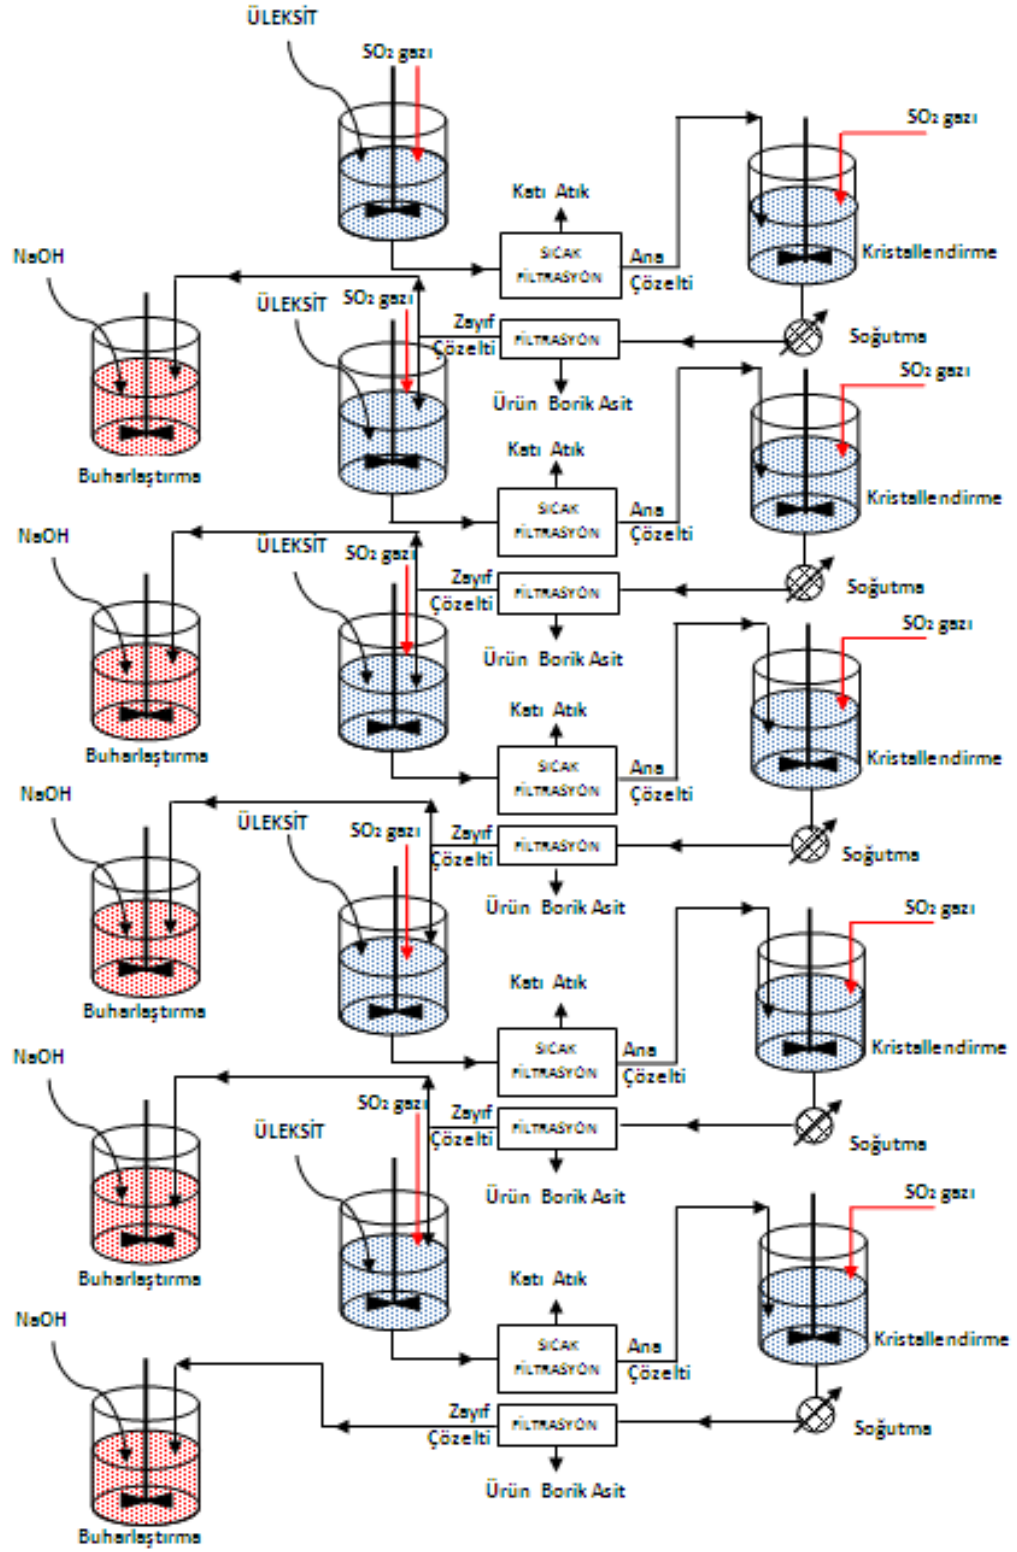 ÜLEKSİT
SO₂ gazı
SO₂ gazı
Katı Atık
SICAK
FİLTRASYON
Ana
Çözelti
Kristallendirme
NaOH
ÜLEKSİT
SO₂ gazı
Zayıf
Çözelti
FİLTRASYON
Soğutma
SO₂ gazı
Ürün Borik Asit
Buharlaştırma
Katı Atık
SICAK
FİLTRASYON
Ana
Çözelti
Kristallendirme
NaOH
ÜLEKSİT
SO₂ gazı
Zayıf
Çözelti
FİLTRASYON
Soğutma
SO₂ gazı
Ürün Borik Asit
Buharlaştırma
Katı Atık
SICAK
FİLTRASYON
Ana
Çözelti
Kristallendirme
NaOH
ÜLEKSİT
SO₂ gazı
Zayıf
Çözelti
FİLTRASYON
Soğutma
SO₂ gazı
Ürün Borik Asit
Buharlaştırma
Katı Atık
SICAK
FİLTRASYON
Ana
Çözelti
Kristallendirme
NaOH
ÜLEKSİT
SO₂ gazı
Zayıf
Çözelti
FİLTRASYON
Soğutma
SO₂ gazı
Ürün Borik Asit
Buharlaştırma
Katı Atık
SICAK
FİLTRASYON
Ana
Çözelti
Kristallendirme
NaOH
Zayıf
Çözelti
FİLTRASYON
Soğutma
Ürün Borik Asit
Buharlaştırma